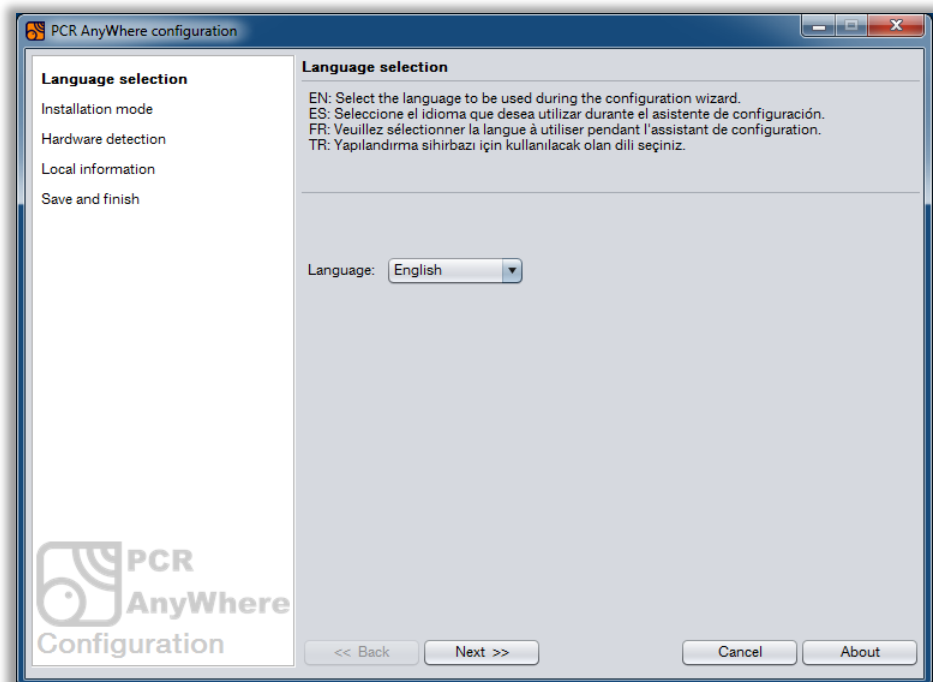 PCR AnyWhere configuration
Language selection
Installation mode
Hardware detection
Local information
Save and finish
PCR
AnyWhere
Configuration
Language selection
EN: Select the language to be used during the configuration wizard.
ES: Seleccione el idioma que desea utilizar durante el asistente de configuración.
FR: Veuillez sélectionner la langue à utiliser pendant l'assistant de configuration.
TR: Yapılandırma sihirbazı için kullanılacak olan dili seçiniz.
Language: English
<< Back Next >> Cancel About